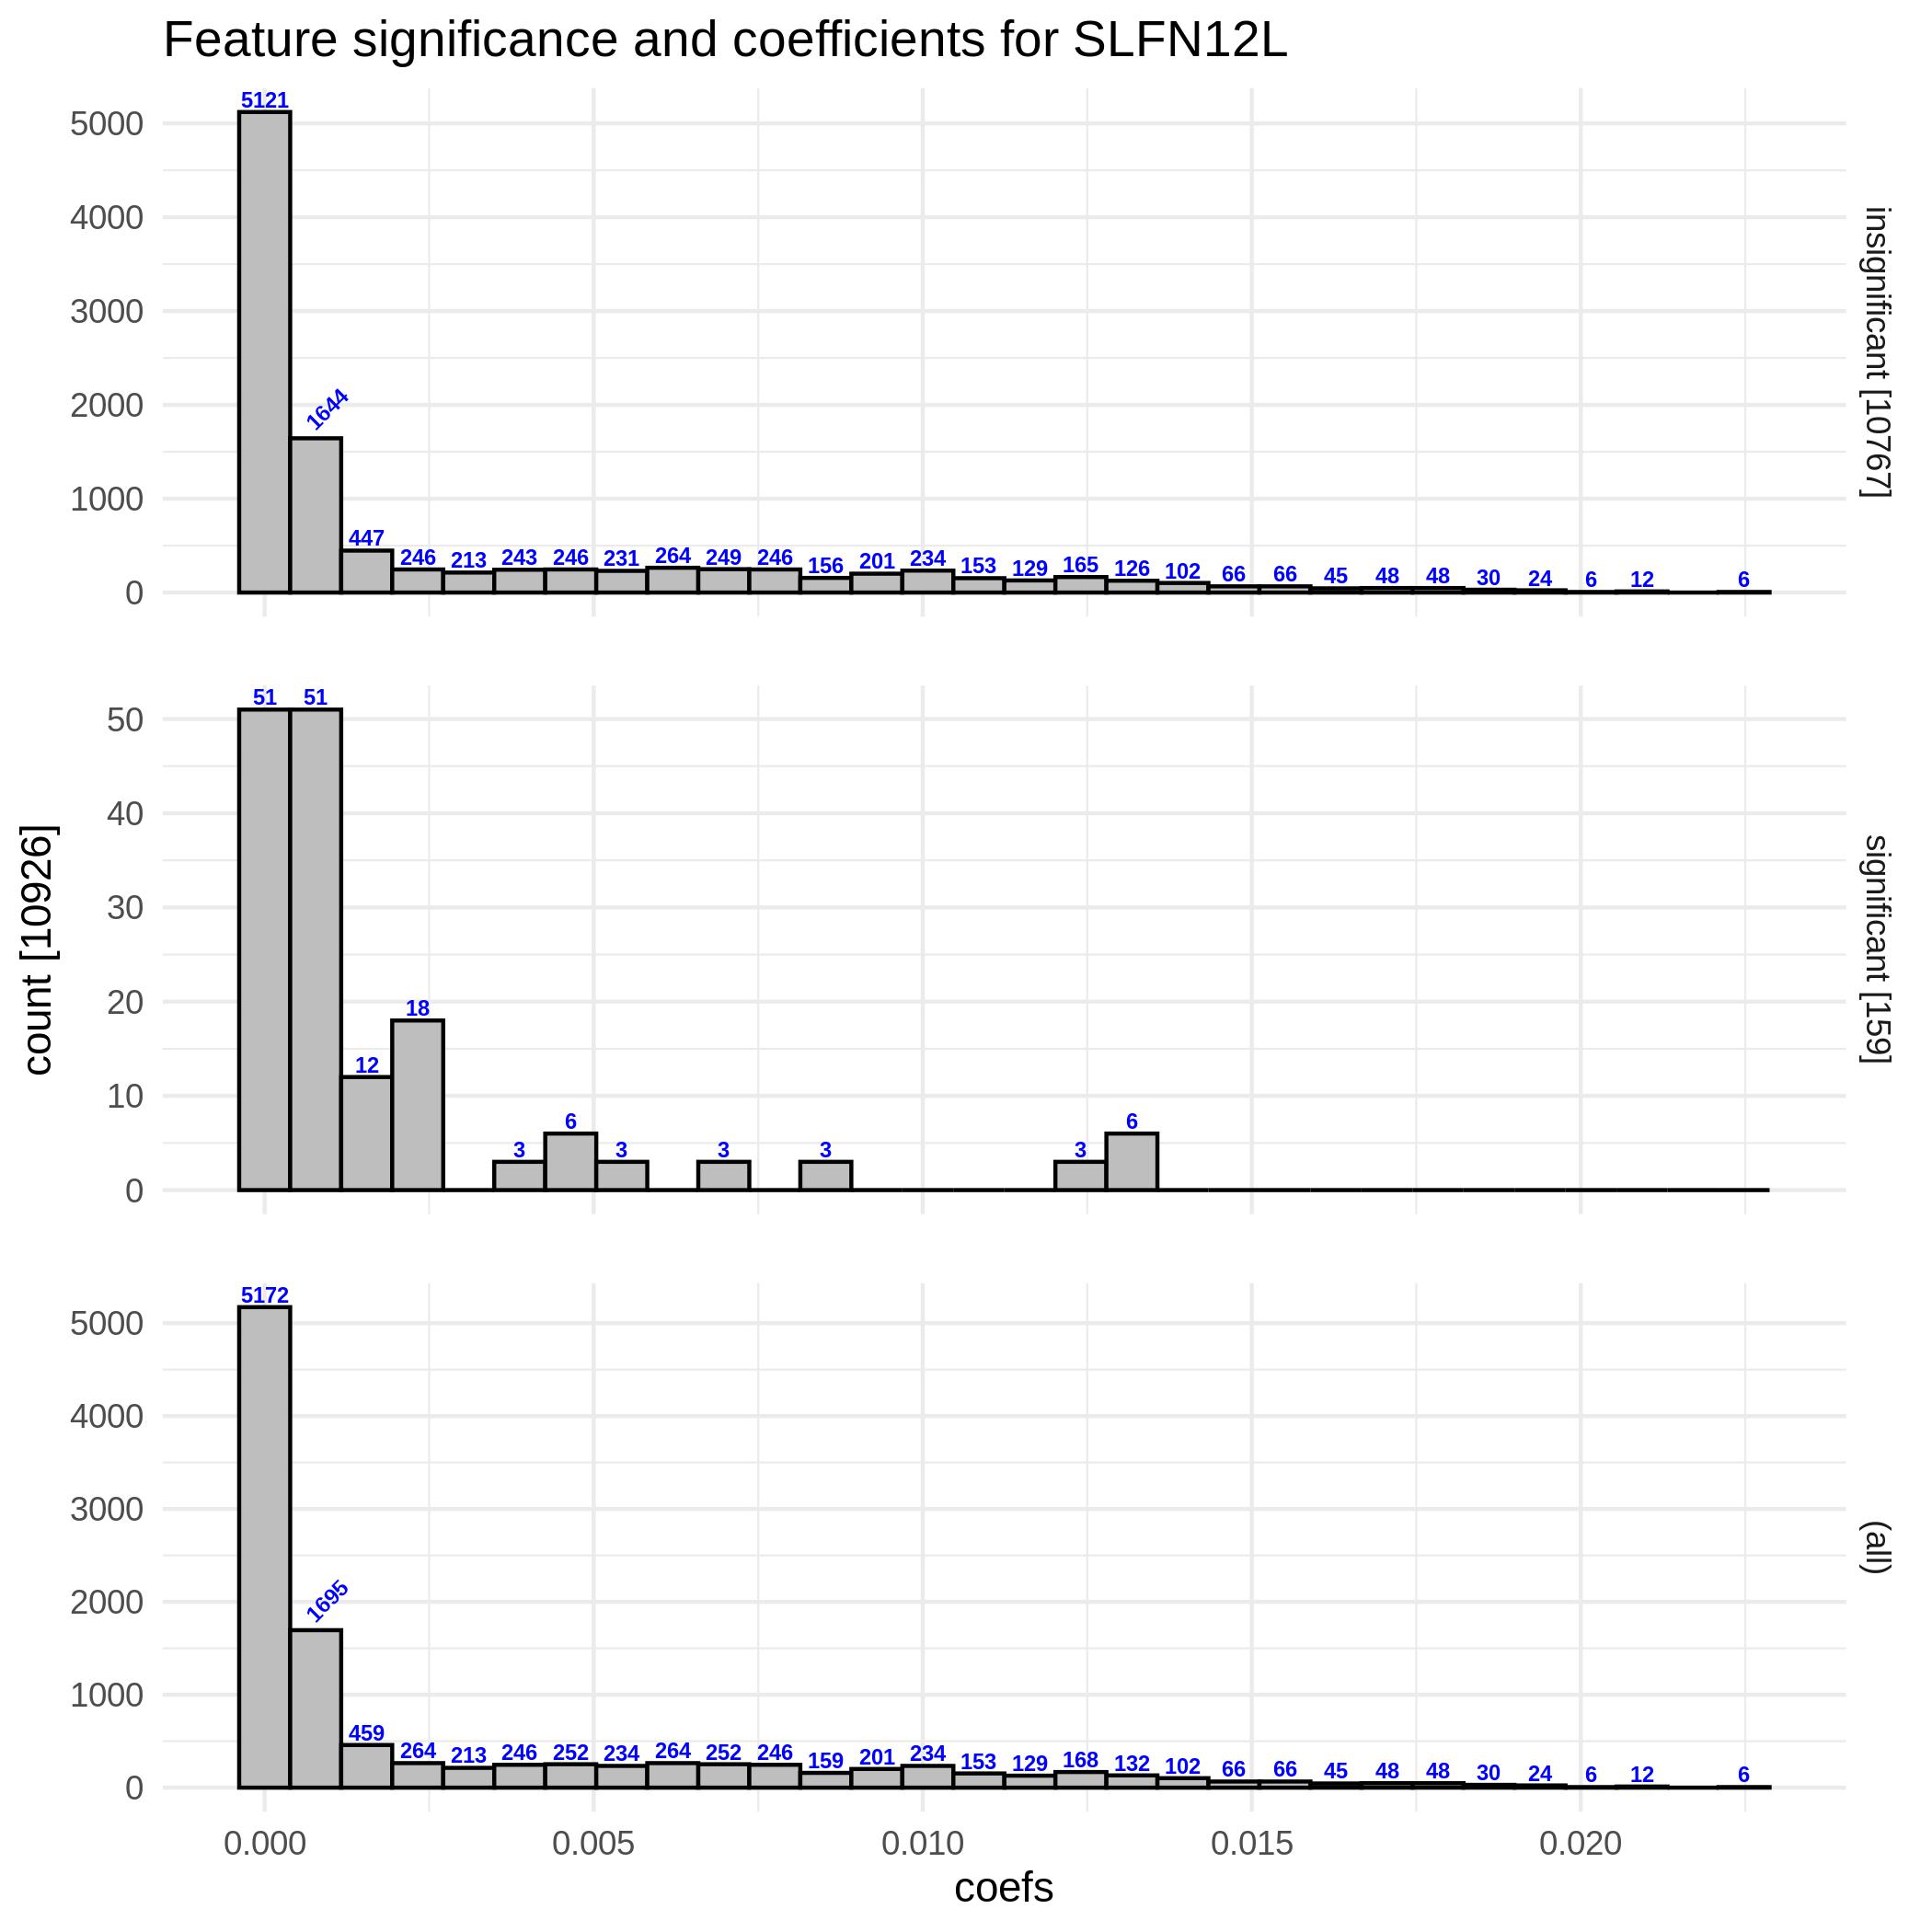 Feature significance and coefficients for SLFN12L
5121
5000
4000
3000
2000
1000
0
1644
447 246 213 243 246 231 264 249 246 156 201 234 153 129 165 126 102 66 66 45 48 48 30 24 6 12 6
insignificant [10767]
count [10926]
51 51
50
40
30
20
10
0
12 18 3 6 3 3 3 3 6
significant [159]
5172
5000
4000
3000
2000
1000
0
1695
459 264 213 246 252 234 264 252 246 159 201 234 153 129 168 132 102 66 66 45 48 48 30 24 6 12 6
(all)
0.000 0.005 0.010 0.015 0.020
coefs